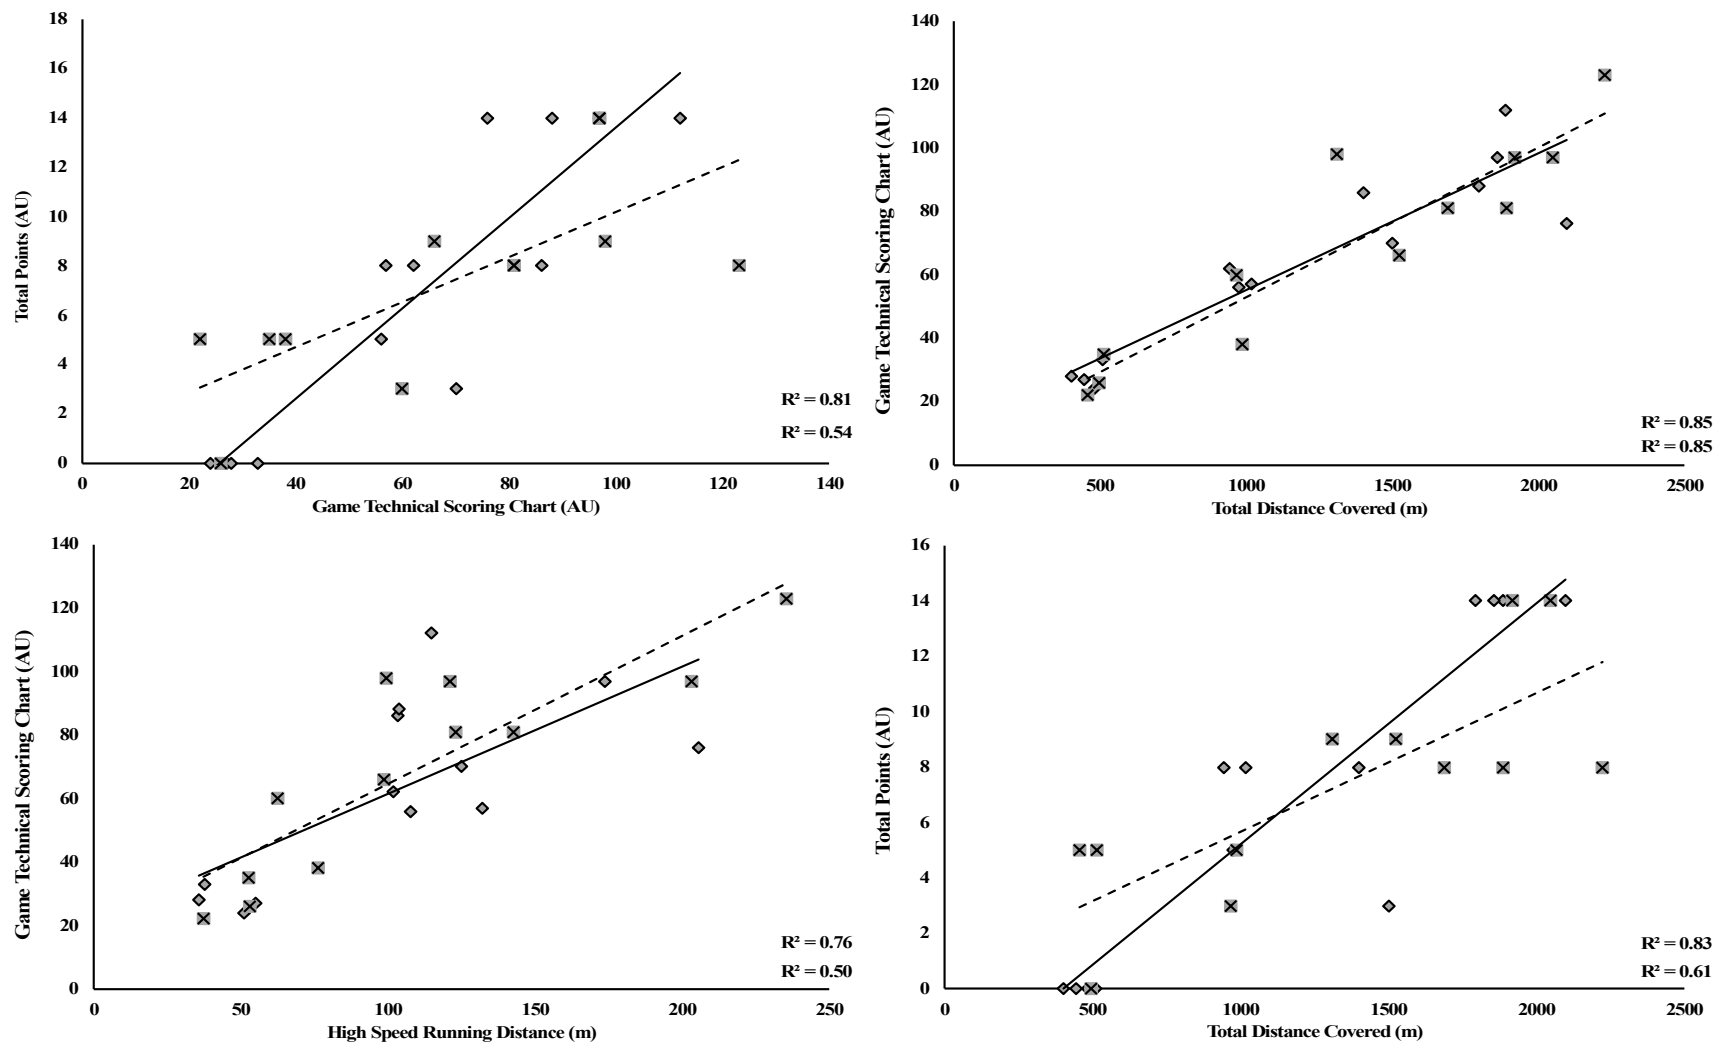 18
16
14
12
10
8
6
4
2
0
Total Points (AU)
R² = 0.81
R² = 0.54
0 20 40 60 80 100 120 140
Game Technical Scoring Chart (AU)
140
120
100
80
60
40
20
0
Game Technical Scoring Chart (AU)
R² = 0.85
R² = 0.85
0 500 1000 1500 2000 2500
Total Distance Covered (m)
140
120
100
80
60
40
20
0
Game Technical Scoring Chart (AU)
R² = 0.76
R² = 0.50
0 50 100 150 200 250
High Speed Running Distance (m)
16
14
12
10
8
6
4
2
0
Total Points (AU)
R² = 0.83
R² = 0.61
0 500 1000 1500 2000 2500
Total Distance Covered (m)